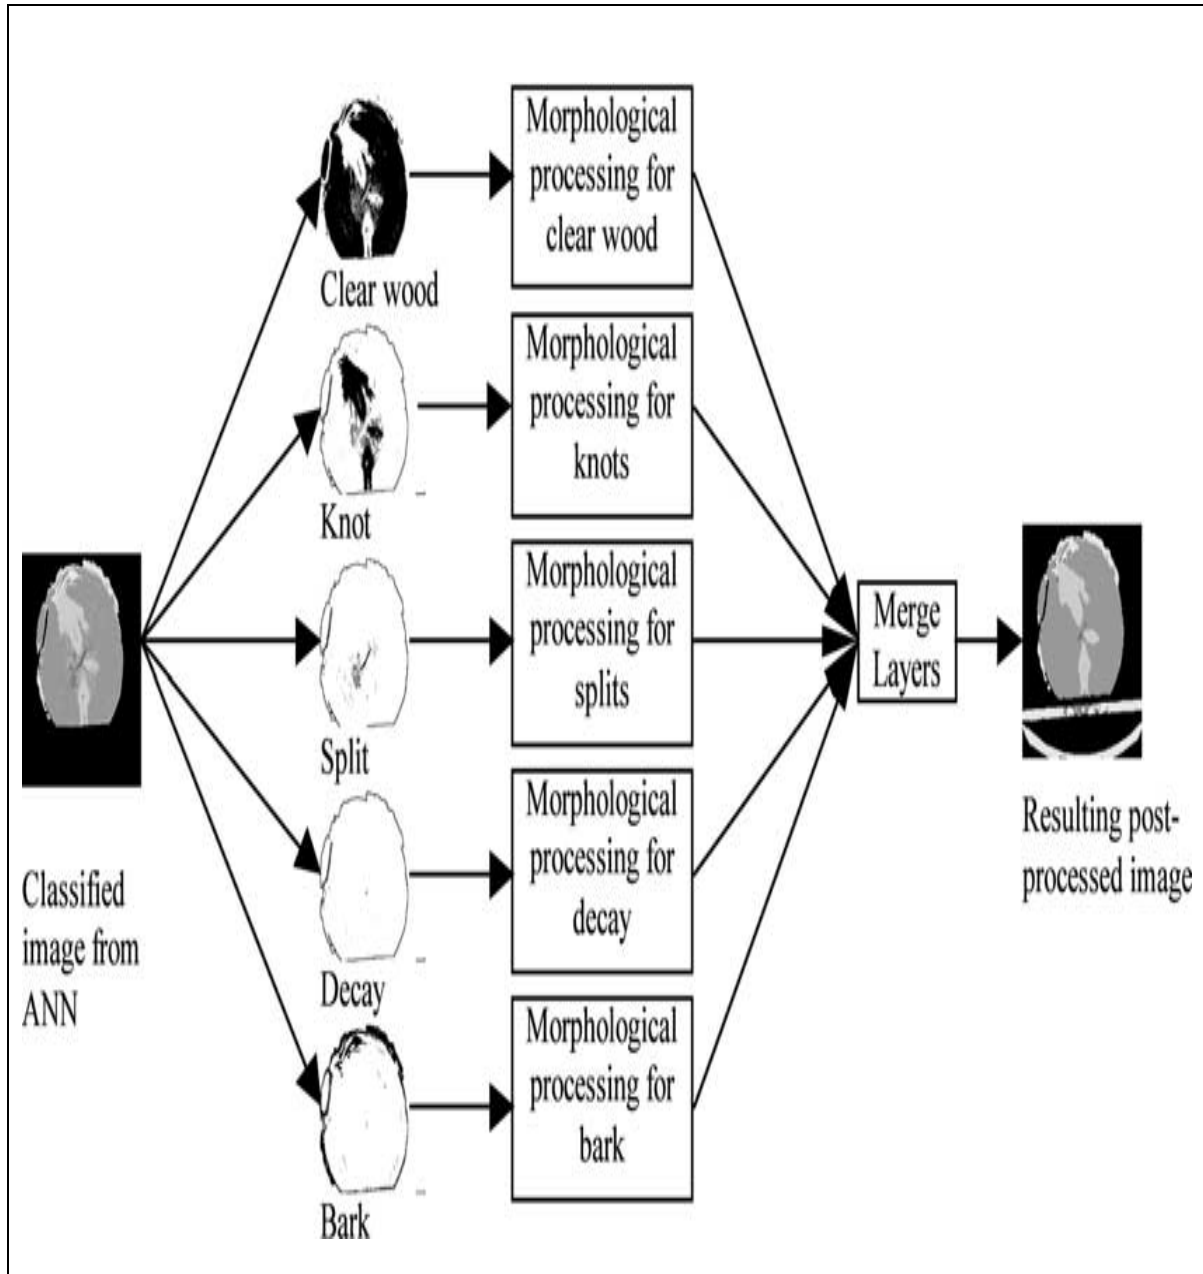 Morphological
processing for
clear wood
Clear wood
Morphological
processing for
knots
Knot
Morphological
processing for
splits
Split
Morphological
processing for
decay
Decay
Morphological
processing for
bark
Bark
Classified
image from
ANN
Merge
Layers
Resulting post-
processed image